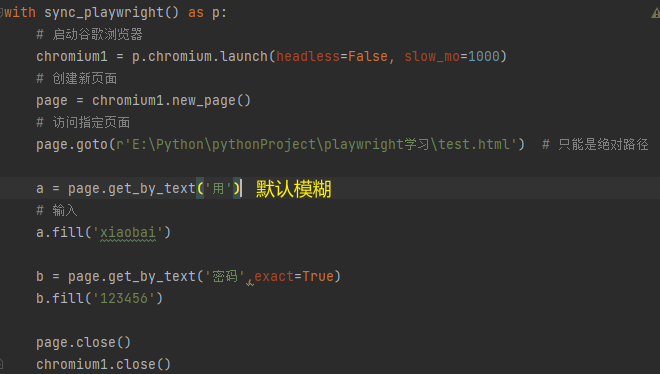 with sync_playwright() as p:
# 启动谷歌浏览器
chromium1 = p.chromium.launch(headless=False, slow_mo=1000)
# 创建新页面
page = chromium1.new_page()
# 访问指定页面
page.goto(r'E:\Python\pythonProject\playwright学习\test.html') # 只能是绝对路径
a = page.get_by_text('用') 默认模糊
# 输入
a.fill('xiaobai')
b = page.get_by_text('密码',exact=True)
b.fill('123456')
page.close()
chromium1.close()